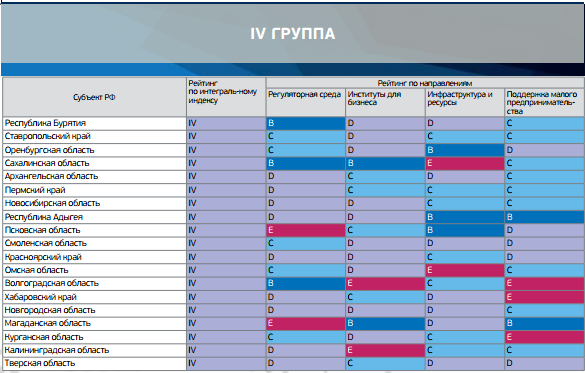 IV ГРУППА
Субъект РФ
Рейтинг
по интеграль-ному
индексу
Рейтинг по направлениям
Регуляторная среда
Институты для
бизнеса
Инфраструктура и
ресурсы
Поддержка малого
предприниматель-
ства
Республика Бурятия IV B D D C
Ставропольский край IV C D C C
Оренбургская область IV C D B D
Сахалинская область IV B B E C
Архангельская область IV D C D C
Пермский край IV D C C C
Новосибирская область IV D D C C
Республика Адыгея IV D D B B
Псковская область IV E C B D
Смоленская область IV C D D D
Красноярский край IV D D C D
Омская область IV C D E C
Волгоградская область IV B E C E
Хабаровский край IV D C D E
Новгородская область IV D D D C
Магаданская область IV E B D B
Курганская область IV C D C E
Калининградская область IV D E C C
Тверская область IV D C D D